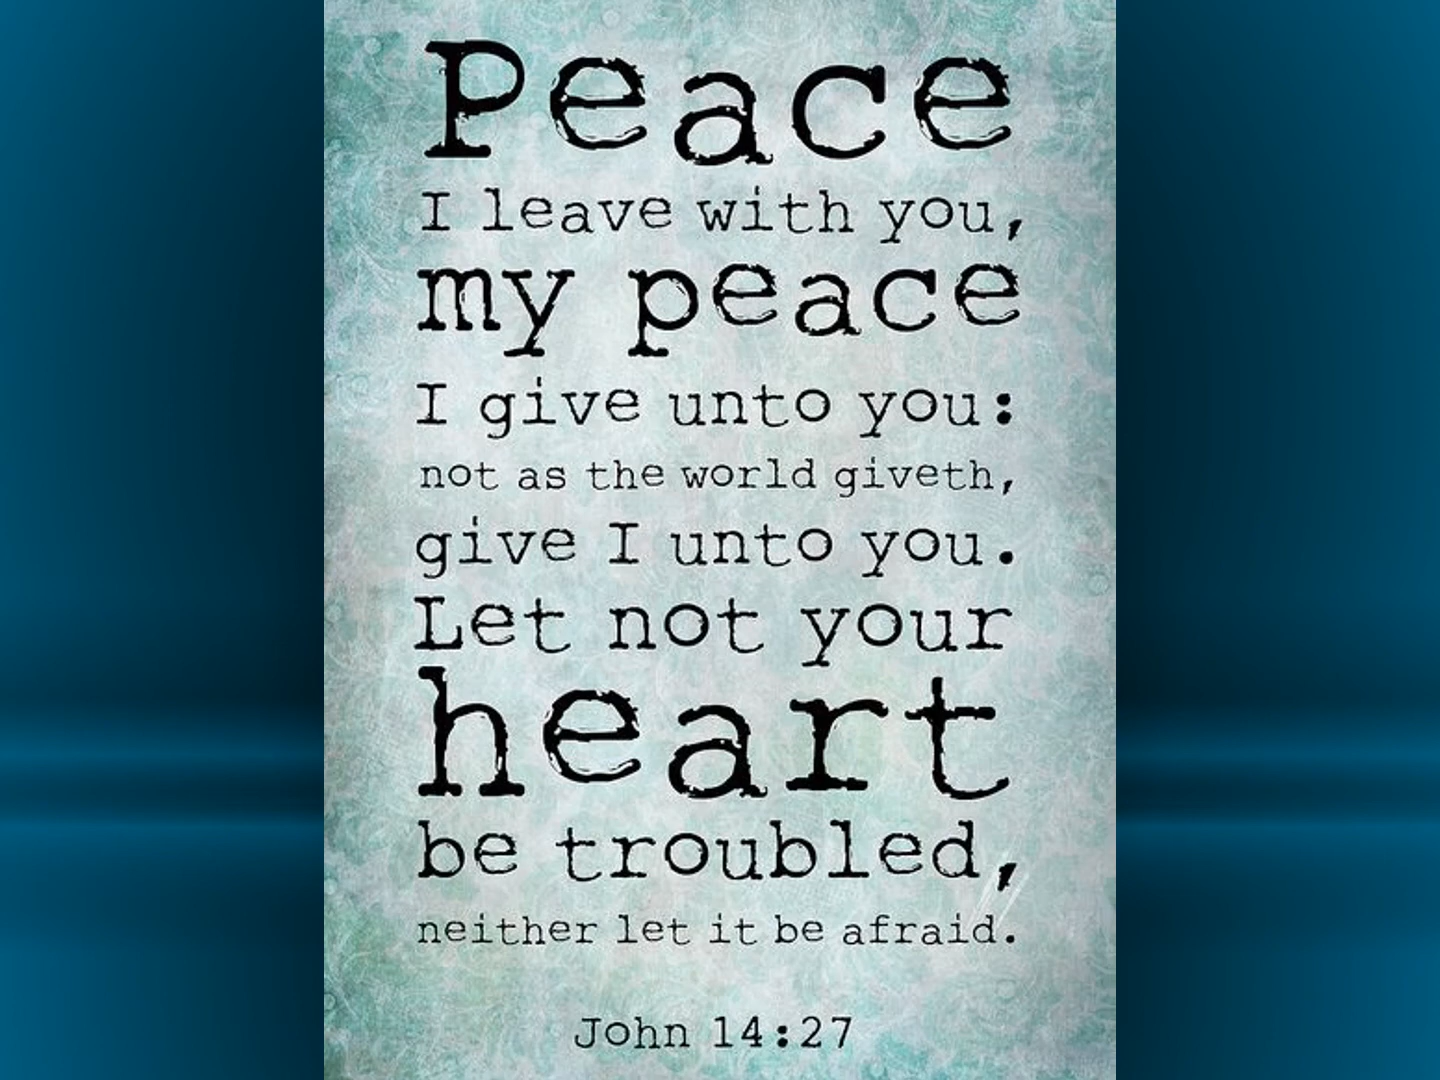 Peace
I leave with you,
my peace
I give unto you:
not as the world giveth,
give I unto you.
Let not your
heart
be troubled,
neither let it be afraid.
John 14:27